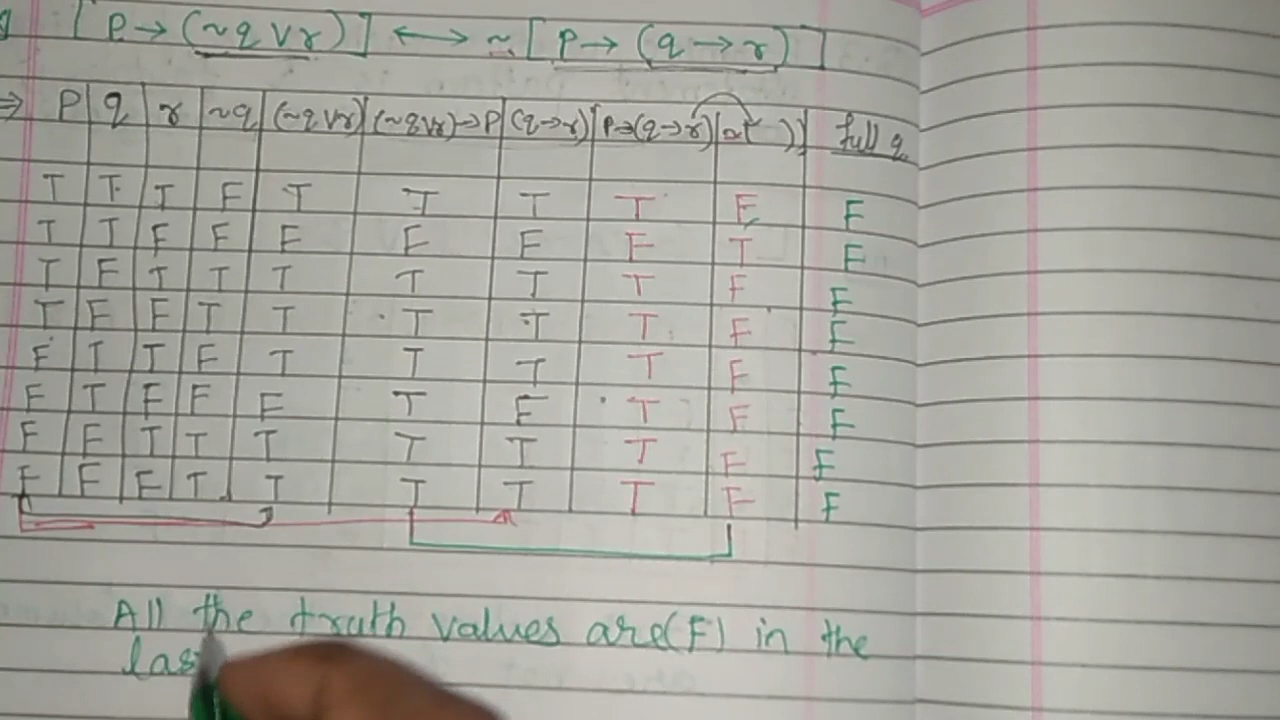 [P→(~q∨r)] ⟷ ~[P→(q→r)]
⇒ P q r ~q (~q∨r) (~q∨r)→P (q→r) P→(q→r) ~( ) full q
T T T F T T T T F F
T T F F F F F F T F
T F T T T T T T F F
T F F T T T T T F F
F T T F T T T T F F
F T F F F T F T F F
F F T T T T T T F F
F F F T T T T T F F
All the truth values are(F) in the
las